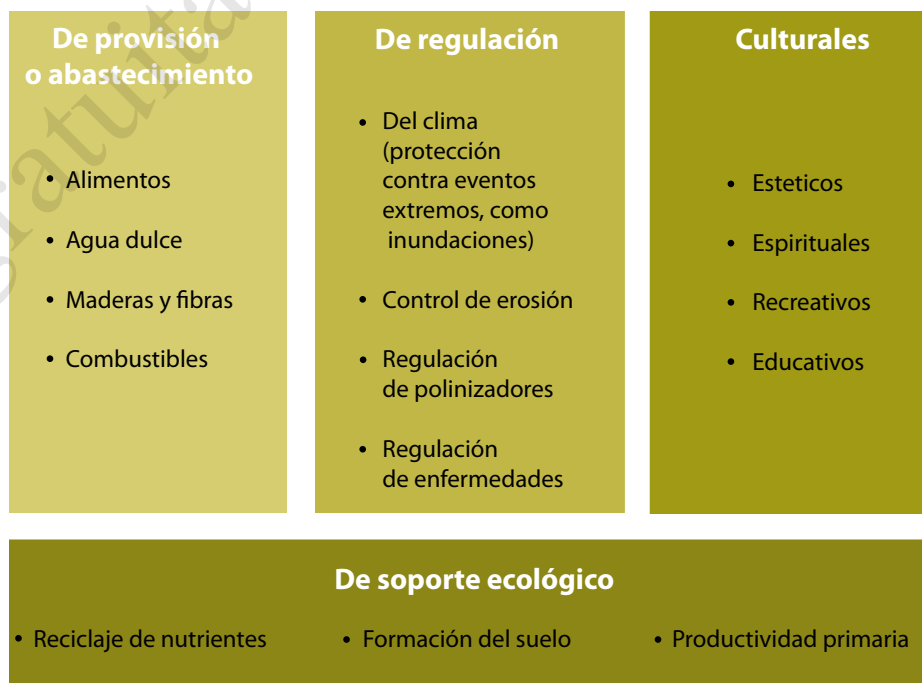 De provisión
o abastecimiento
• Alimentos
• Agua dulce
• Maderas y fibras
• Combustibles
De regulación
• Del clima
(protección
contra eventos
extremos, como
inundaciones)
• Control de erosión
• Regulación
de polinizadores
• Regulación
de enfermedades
Culturales
• Esteticos
• Espirituales
• Recreativos
• Educativos
De soporte ecológico
• Reciclaje de nutrientes
• Formación del suelo
• Productividad primaria